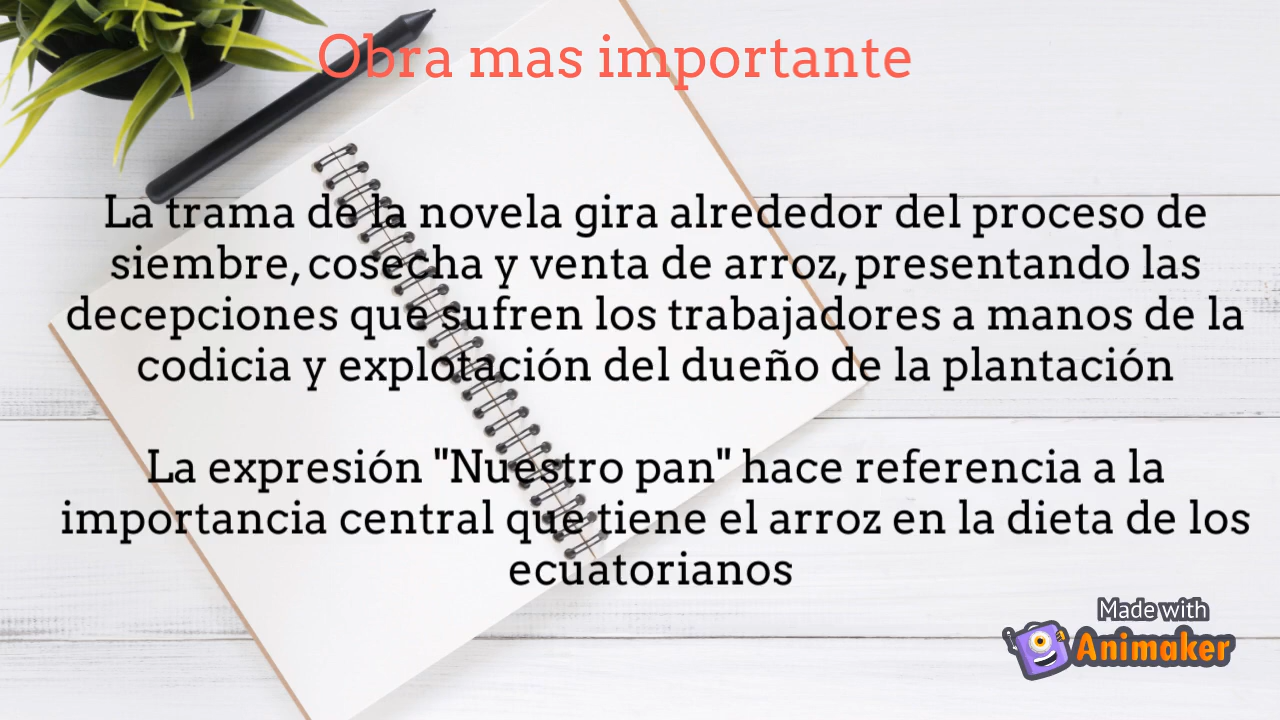 Obra mas importante
La trama de la novela gira alrededor del proceso de
siembre, cosecha y venta de arroz, presentando las
decepciones que sufren los trabajadores a manos de la
codicia y explotación del dueño de la plantación
La expresión "Nuestro pan" hace referencia a la
importancia central que tiene el arroz en la dieta de los
ecuatorianos
Made with
Animaker